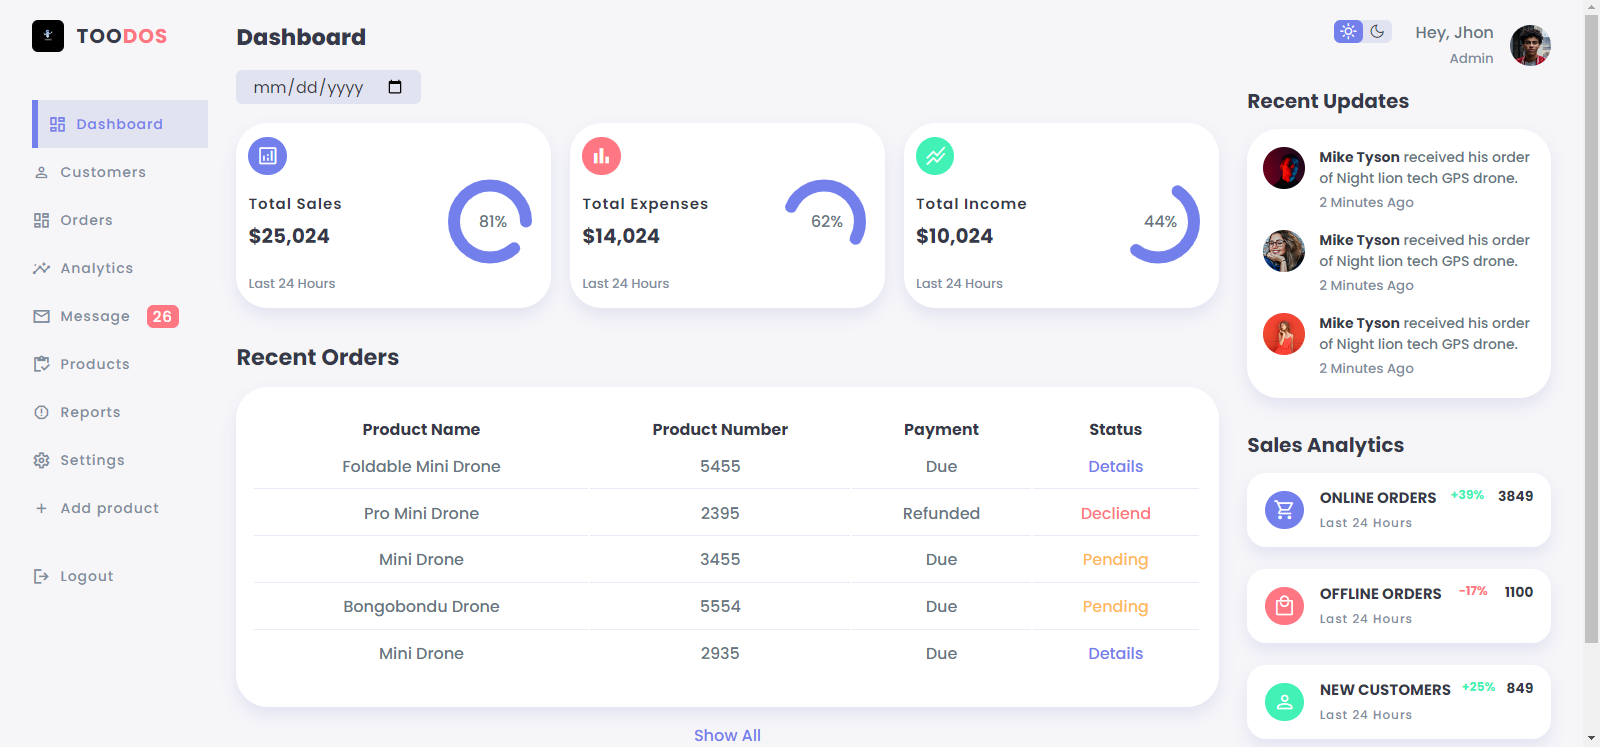 TOODOS
Dashboard
Customers
Orders
Analytics
Message 26
Products
Reports
Settings
Add product
Logout
Dashboard
mm/dd/yyyy
Total Sales
$25,024
81%
Last 24 Hours
Total Expenses
$14,024
62%
Last 24 Hours
Total Income
$10,024
44%
Last 24 Hours
Recent Orders
Product Name Product Number Payment Status
Foldable Mini Drone 5455 Due Details
Pro Mini Drone 2395 Refunded Decliend
Mini Drone 3455 Due Pending
Bongobondu Drone 5554 Due Pending
Mini Drone 2935 Due Details
Show All
Hey, Jhon
Admin
Recent Updates
Mike Tyson received his order
of Night lion tech GPS drone.
2 Minutes Ago
Mike Tyson received his order
of Night lion tech GPS drone.
2 Minutes Ago
Mike Tyson received his order
of Night lion tech GPS drone.
2 Minutes Ago
Sales Analytics
ONLINE ORDERS +39% 3849
Last 24 Hours
OFFLINE ORDERS -17% 1100
Last 24 Hours
NEW CUSTOMERS +25% 849
Last 24 Hours